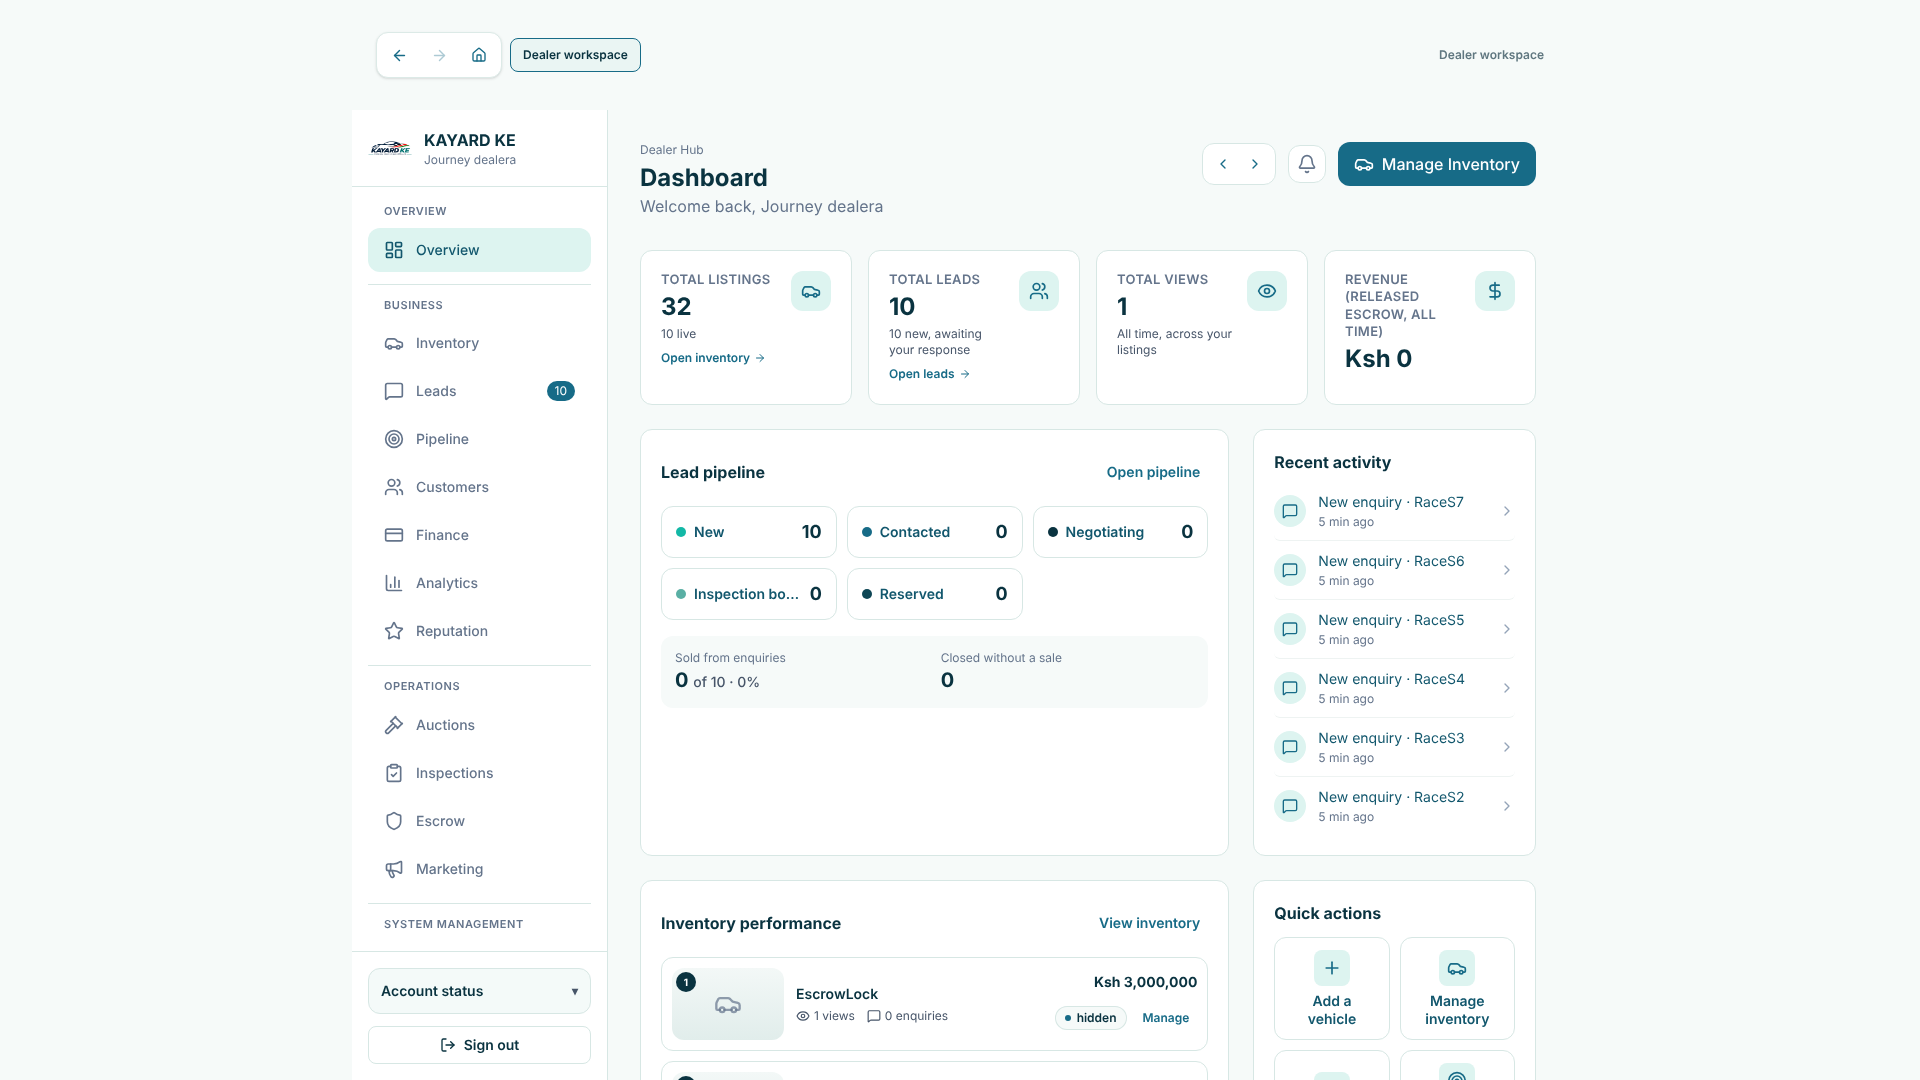 Dealer workspace
Dealer workspace
KAYARD KE
KAYARD KE
Journey dealera
OVERVIEW
Overview
BUSINESS
Inventory
Leads
10
Pipeline
Customers
Finance
Analytics
Reputation
OPERATIONS
Auctions
Inspections
Escrow
Marketing
SYSTEM MANAGEMENT
Account status
Sign out
Dealer Hub
Dashboard
Welcome back, Journey dealera
Manage Inventory
TOTAL LISTINGS
32
10 live
Open inventory →
TOTAL LEADS
10
10 new, awaiting
your response
Open leads →
TOTAL VIEWS
1
All time, across your
listings
REVENUE
(RELEASED
ESCROW, ALL
TIME)
Ksh 0
Lead pipeline
Open pipeline
New 10
Contacted 0
Negotiating 0
Inspection bo... 0
Reserved 0
Sold from enquiries
0 of 10 · 0%
Closed without a sale
0
Recent activity
New enquiry · RaceS7
5 min ago
New enquiry · RaceS6
5 min ago
New enquiry · RaceS5
5 min ago
New enquiry · RaceS4
5 min ago
New enquiry · RaceS3
5 min ago
New enquiry · RaceS2
5 min ago
Inventory performance
View inventory
1
EscrowLock
1 views
0 enquiries
Ksh 3,000,000
hidden
Manage
Quick actions
Add a
vehicle
Manage
inventory